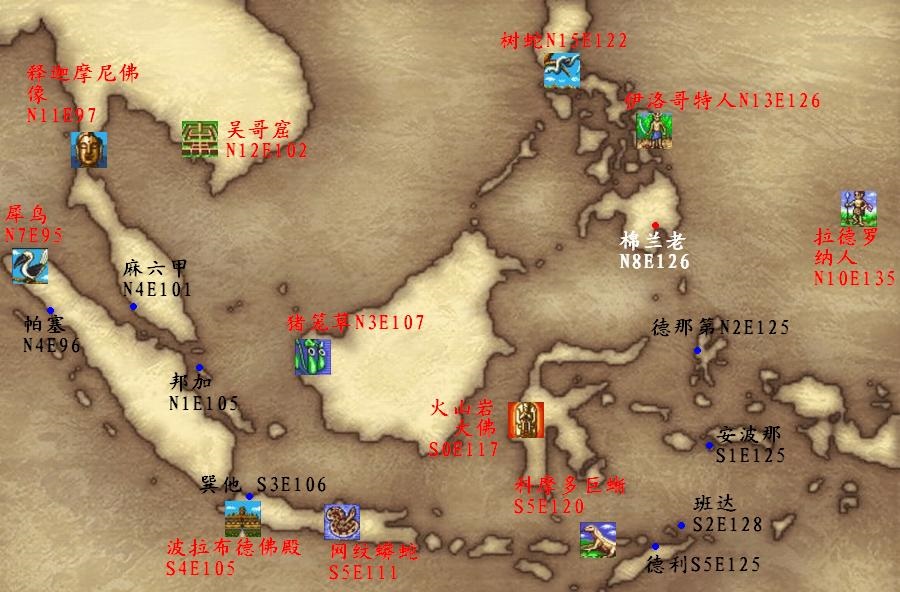 树蛇N15E122
释迦摩尼佛
像
N11E97
伊洛哥特人N13E126
吴哥窟
N12E102
犀鸟
N7E95
拉德罗
纳人
N10E135
棉兰老
N8E126
麻六甲
N4E101
帕塞
N4E96
猪笼草N3E107
德那第N2E125
邦加
N1E105
火山岩
大佛
S0E117
安波那
S1E125
巽他 S3E106
科摩多巨蜥
S5E120
班达
S2E128
波拉布德佛殿
S4E105
网纹蟒蛇
S5E111
德利S5E125